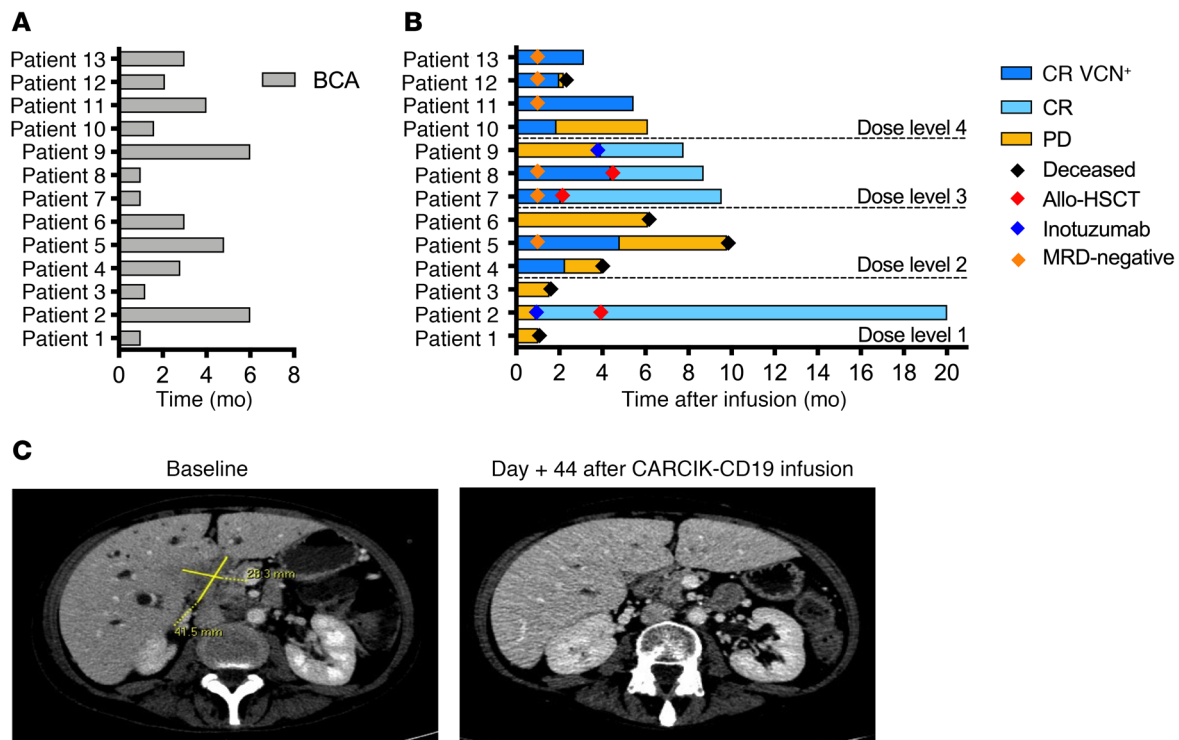 A
Patient 13
Patient 12
Patient 11
Patient 10
Patient 9
Patient 8
Patient 7
Patient 6
Patient 5
Patient 4
Patient 3
Patient 2
Patient 1
0 2 4 6 8
Time (mo)
BCA
B
Patient 13
Patient 12
Patient 11
Patient 10
Dose level 4
Patient 9
Patient 8
Patient 7
Dose level 3
Patient 6
Patient 5
Patient 4
Dose level 2
Patient 3
Patient 2
Patient 1
Dose level 1
0 2 4 6 8 10 12 14 16 18 20
Time after infusion (mo)
CR VCN⁺
CR
PD
Deceased
Allo-HSCT
Inotuzumab
MRD-negative
C
Baseline
41.5 mm
Day + 44 after CARCIK-CD19 infusion